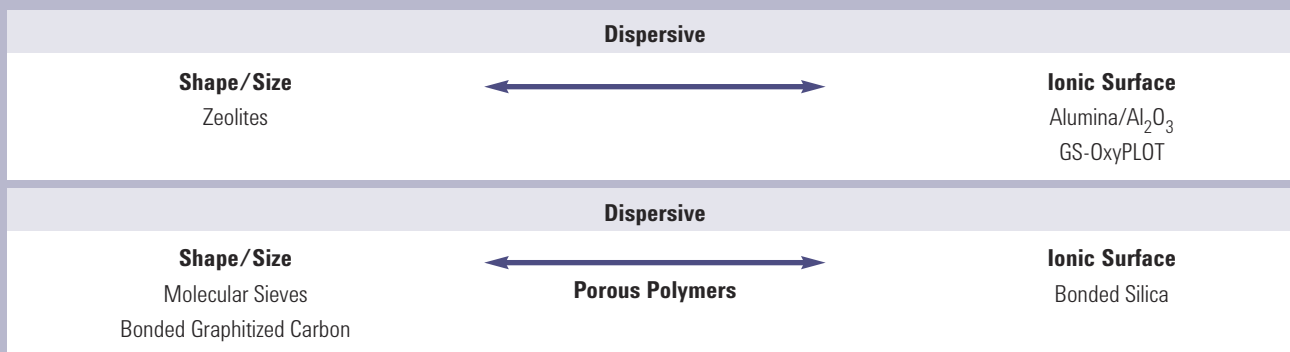 Dispersive
Shape/Size Ionic Surface
Zeolites Alumina/Al₂O₃
GS-OxyPLOT
Dispersive
Shape/Size Ionic Surface
Molecular Sieves Porous Polymers Bonded Silica
Bonded Graphitized Carbon